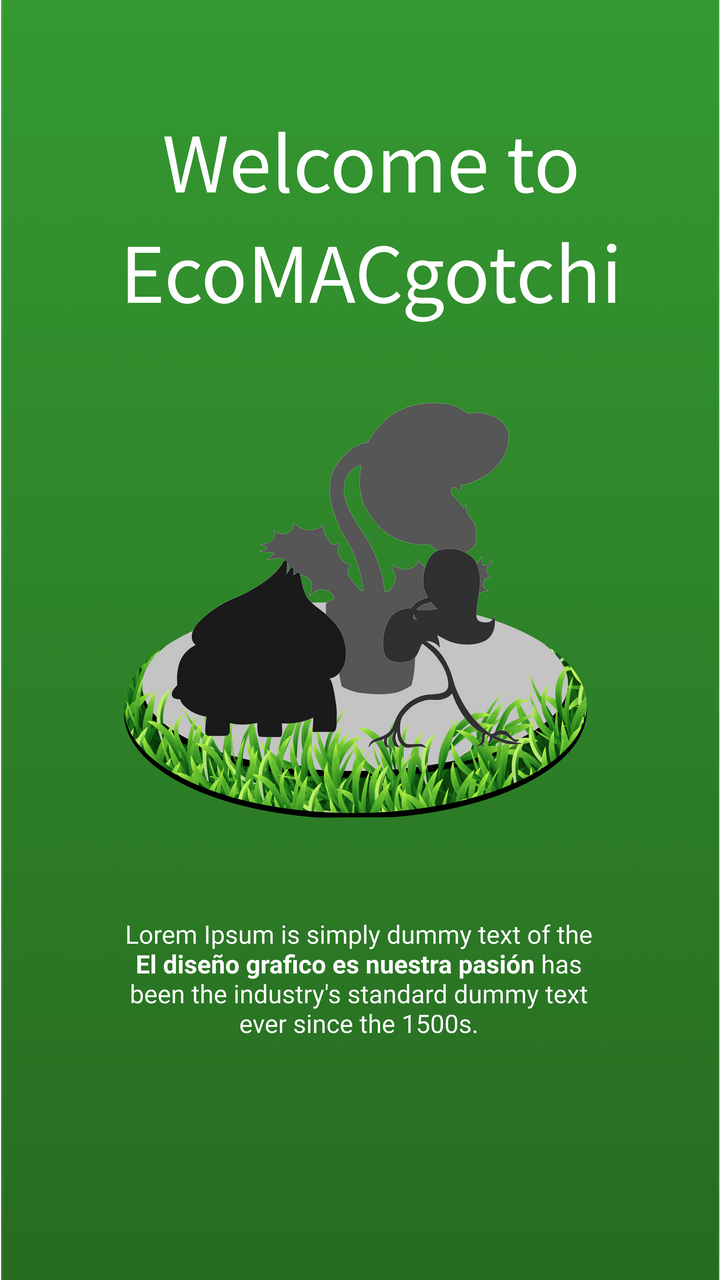 Welcome to
EcoMACgotchi
Lorem Ipsum is simply dummy text of the
El diseño grafico es nuestra pasión has
been the industry's standard dummy text
ever since the 1500s.